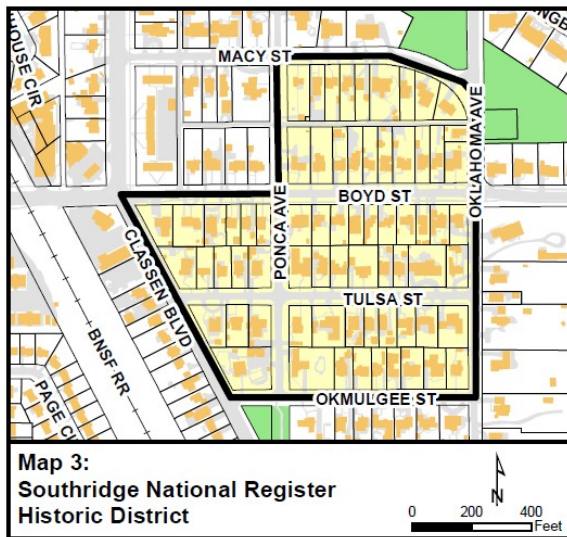 HOUSE CIR
MACY ST
OKLAHOMA AVE
BOYD ST
PONCA AVE
CLASSEN BLVD
TULSA ST
BNSF RR
OKMULGEE ST
Map 3:
Southridge National Register
Historic District
N
0 200 400
Feet